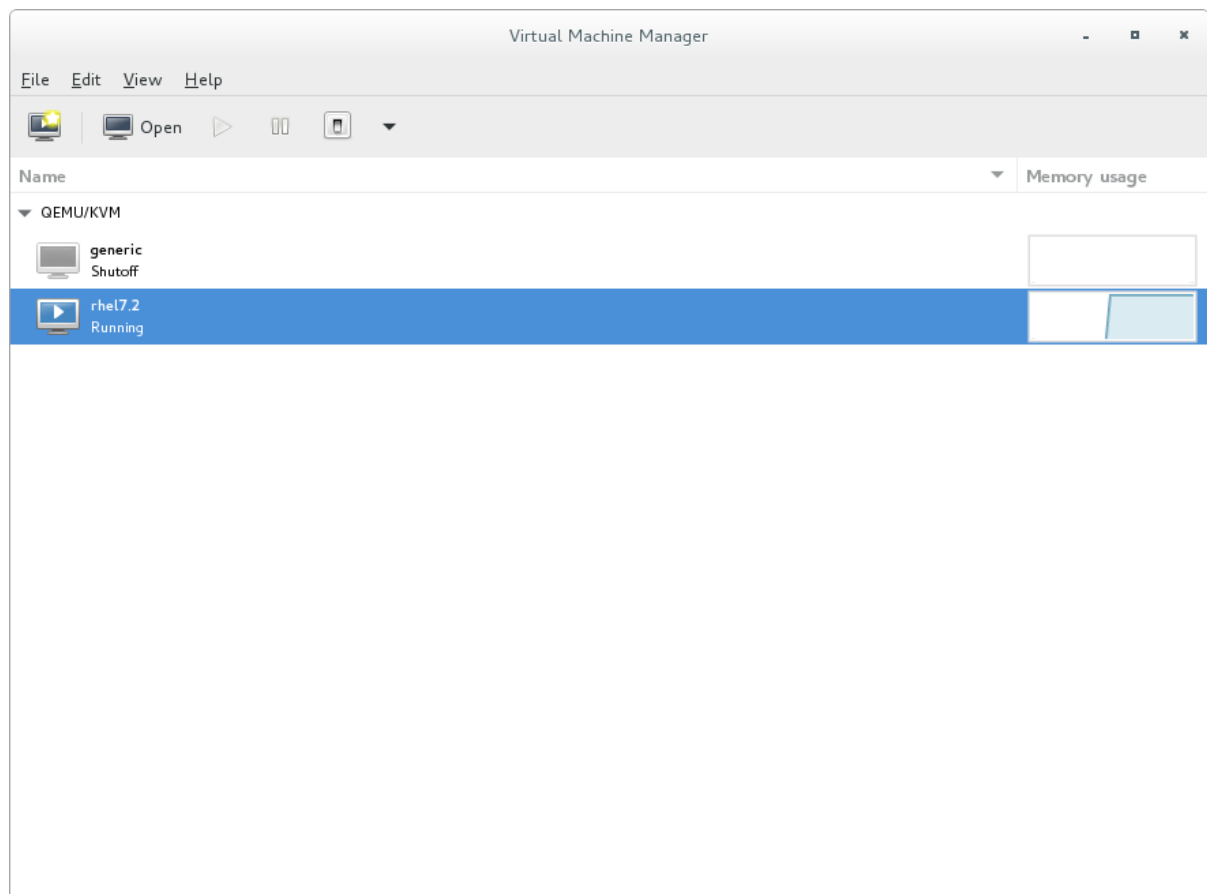 Virtual Machine Manager
File Edit View Help
Open
Name Memory usage
QEMU/KVM
generic
Shutoff
rhel7.2
Running